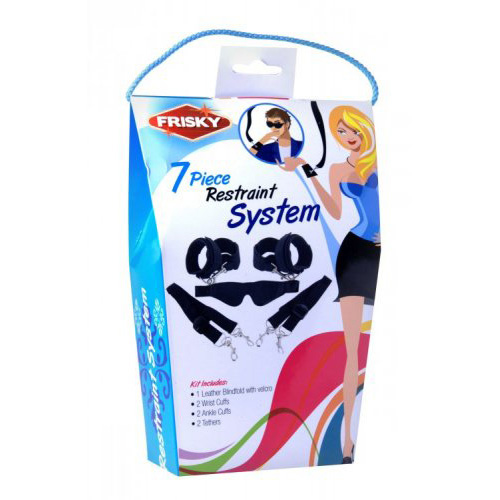 FRISKY
7 Piece
Restraint
System
Kit Includes:
• 1 Leather Blindfold with velcro
• 2 Wrist Cuffs
• 2 Ankle Cuffs
• 2 Tethers
Restraint System